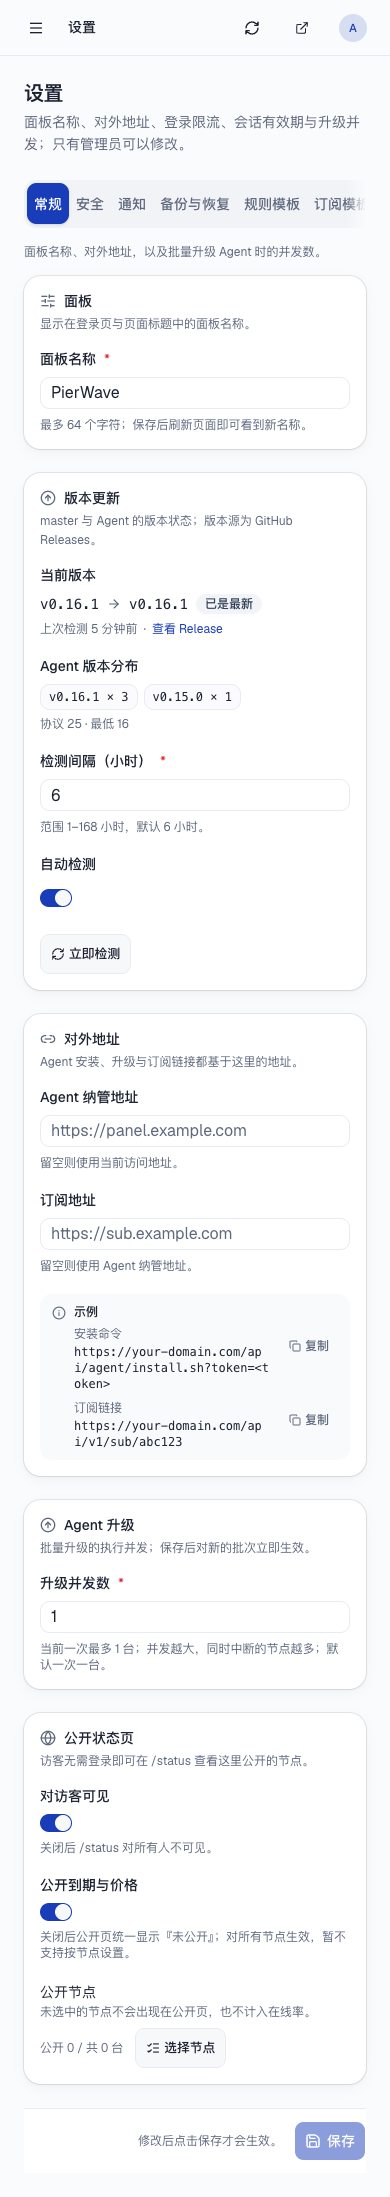 设置
A
设置
面板名称、对外地址、登录限流、会话有效期与升级并
发；只有管理员可以修改。
常规 安全 通知 备份与恢复 规则模板 订阅模
面板名称、对外地址，以及批量升级 Agent 时的并发数。
面板
显示在登录页与页面标题中的面板名称。
面板名称 *
PierWave
最多 64 个字符；保存后刷新页面即可看到新名称。
版本更新
master 与 Agent 的版本状态；版本源为 GitHub
Releases。
当前版本
v0.16.1 → v0.16.1 已是最新
上次检测 5 分钟前 · 查看 Release
Agent 版本分布
v0.16.1 × 3 v0.15.0 × 1
协议 25 · 最低 16
检测间隔（小时） *
6
范围 1–168 小时，默认 6 小时。
自动检测
立即检测
对外地址
Agent 安装、升级与订阅链接都基于这里的地址。
Agent 纳管地址
https://panel.example.com
留空则使用当前访问地址。
订阅地址
https://sub.example.com
留空则使用 Agent 纳管地址。
示例
安装命令
https://your-domain.com/ap
i/agent/install.sh?token=<t
oken>
复制
订阅链接
https://your-domain.com/ap
i/v1/sub/abc123
复制
Agent 升级
批量升级的执行并发；保存后对新的批次立即生效。
升级并发数 *
1
当前一次最多 1 台；并发越大，同时中断的节点越多；默
认一次一台。
公开状态页
访客无需登录即可在 /status 查看这里公开的节点。
对访客可见
关闭后 /status 对所有人不可见。
公开到期与价格
关闭后公开页统一显示『未公开』；对所有节点生效，暂不
支持按节点设置。
公开节点
未选中的节点不会出现在公开页，也不计入在线率。
公开 0 / 共 0 台 选择节点
修改后点击保存才会生效。 保存